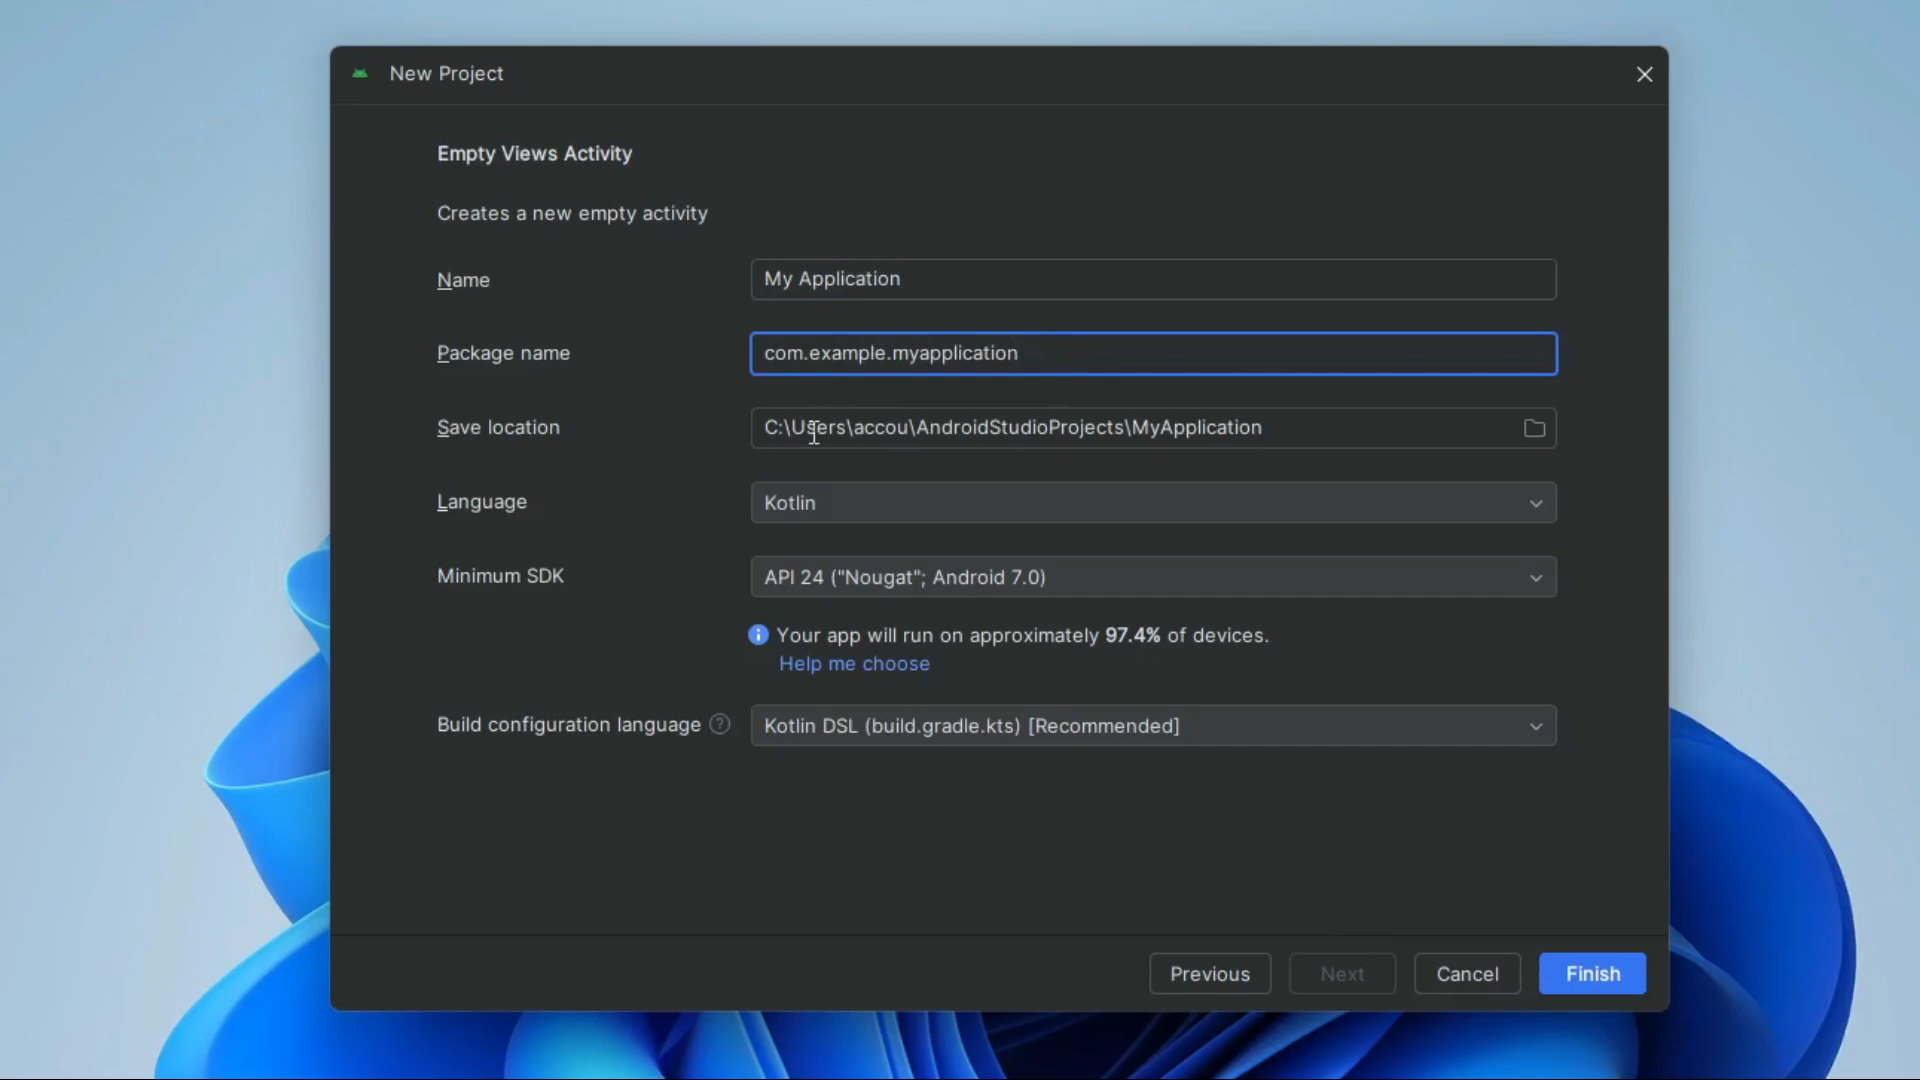 New Project
Empty Views Activity
Creates a new empty activity
Name
My Application
Package name
com.example.myapplication
Save location
C:\Users\accou\AndroidStudioProjects\MyApplication
Language
Kotlin
Minimum SDK
API 24 ("Nougat"; Android 7.0)
Your app will run on approximately 97.4% of devices.
Help me choose
Build configuration language ?
Kotlin DSL (build.gradle.kts) [Recommended]
Previous
Next
Cancel
Finish